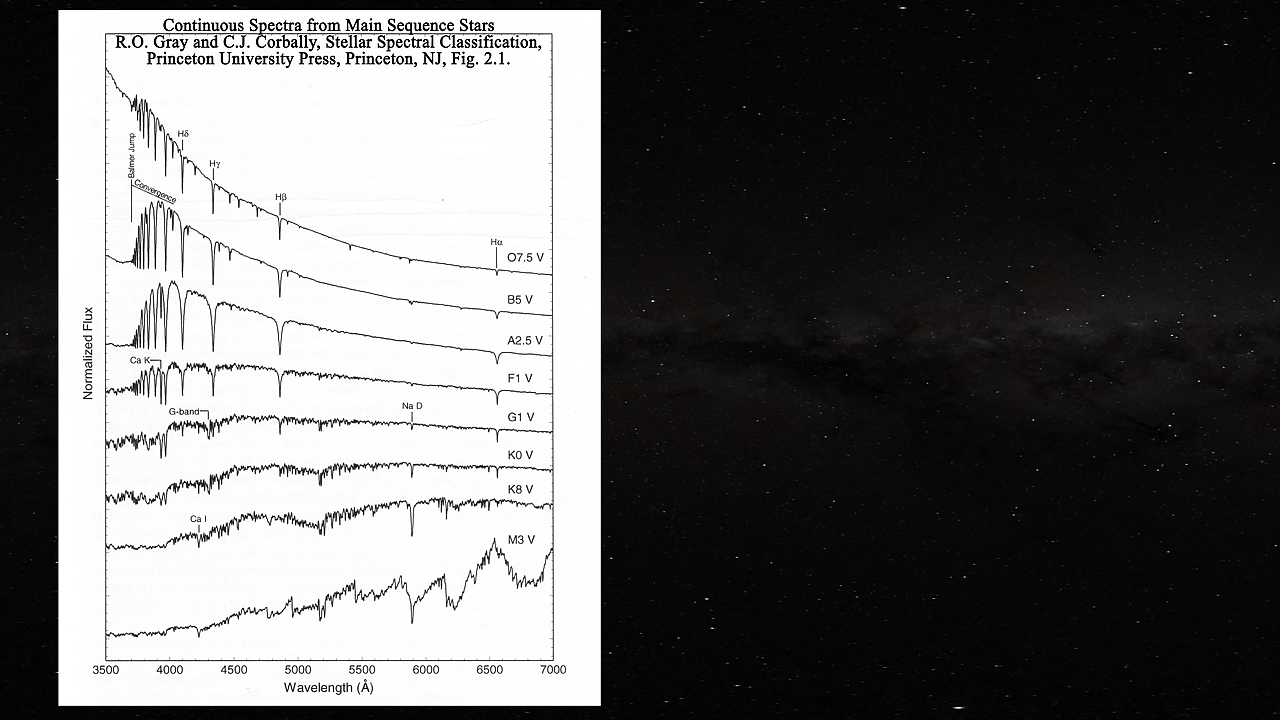 Continuous Spectra from Main Sequence Stars
R.O. Gray and C.J. Corbally, Stellar Spectral Classification,
Princeton University Press, Princeton, NJ, Fig. 2.1.
Hδ
Balmer Jump
Hγ
Convergence
Hβ
Hα
O7.5 V
B5 V
A2.5 V
Ca K
F1 V
Na D
G-band
G1 V
K0 V
K8 V
Ca I
M3 V
Normalized Flux
3500 4000 4500 5000 5500 6000 6500 7000
Wavelength (Å)